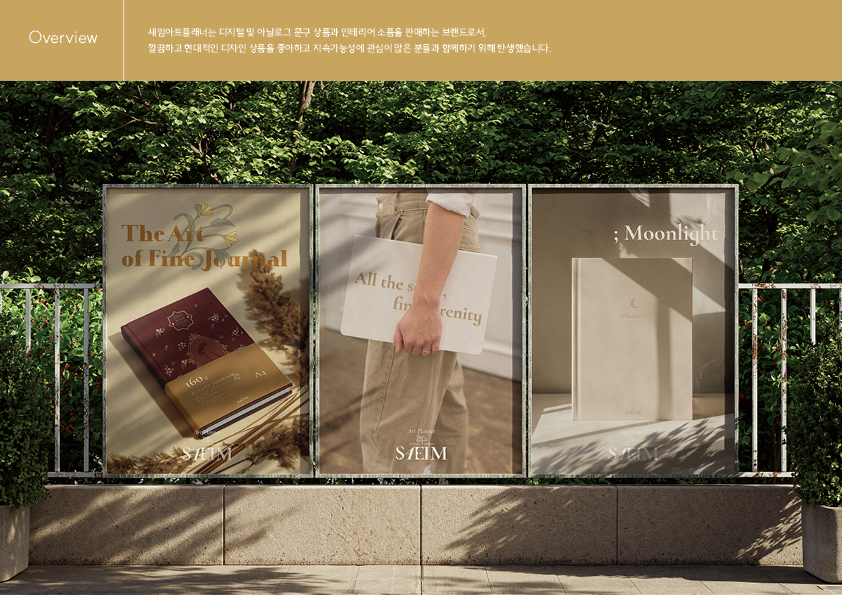 Overview
새임아트플래너는 디지털 및 아날로그 문구 상품과 인테리어 소품을 판매하는 브랜드로서,
깔끔하고 현대적인 디자인 상품을 좋아하고 지속가능성에 관심이 많은 분들과 함께하기 위해 탄생했습니다.
The Art
of Fine Journal
160g
A4
SAEIM
All the
fin renity
Art Planner
SAEIM
; Moonlight
SAEIM